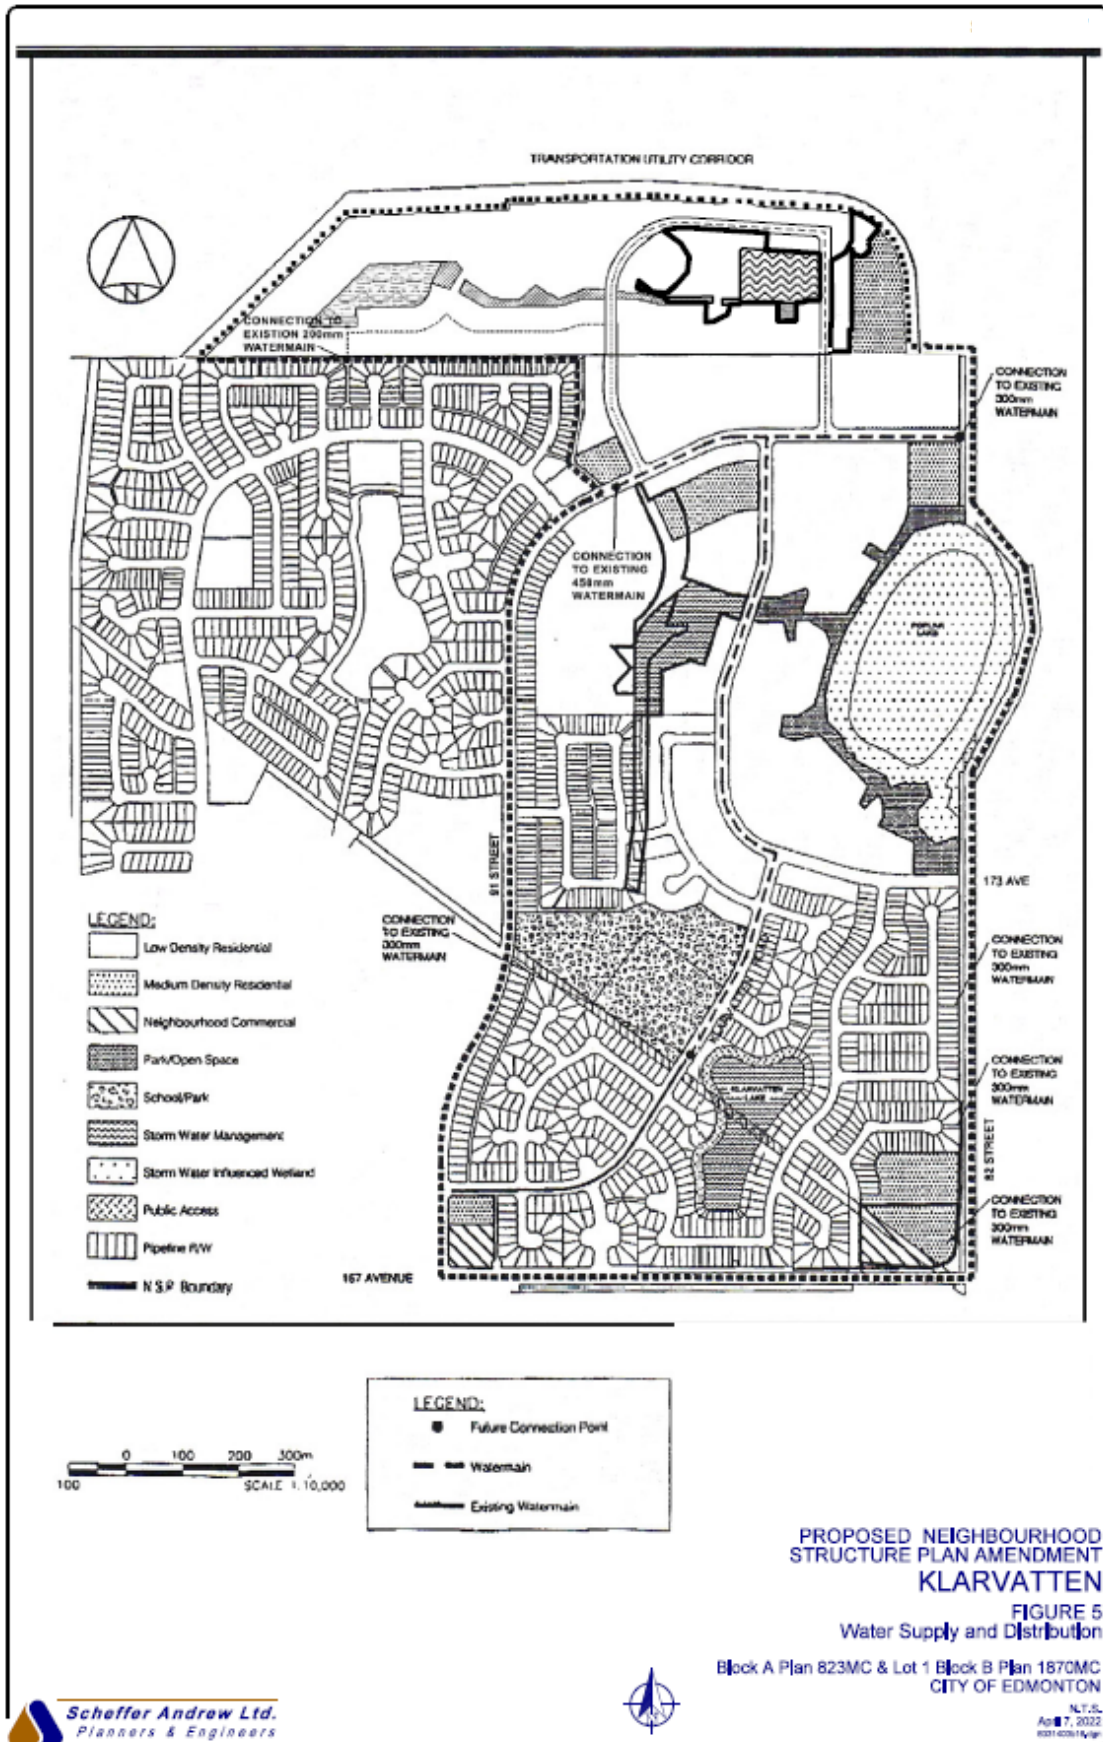 TRANSPORTATION UTILITY CORRIDOR
N
CONNECTION TO
EXISTION 200mm
WATERMAIN
CONNECTION
TO EXISTING
300mm
WATERMAIN
CONNECTION
TO EXISTING
450mm
WATERMAIN
LAKE
91 STREET
173 AVE
CONNECTION
TO EXISTING
300mm
WATERMAIN
CONNECTION
TO EXISTING
300mm
WATERMAIN
CONNECTION
TO EXISTING
300mm
WATERMAIN
KLARVATTEN
LAKE
82 STREET
CONNECTION
TO EXISTING
300mm
WATERMAIN
167 AVENUE
LEGEND:
Low Density Residential
Medium Density Residential
Neighbourhood Commercial
Park/Open Space
School/Park
Storm Water Management
Storm Water Influenced Wetland
Public Access
Pipeline R/W
N.S.P. Boundary
LEGEND:
Future Connection Point
Watermain
Existing Watermain
0 100 200 300m
100
SCALE 1:10,000
PROPOSED NEIGHBOURHOOD
STRUCTURE PLAN AMENDMENT
KLARVATTEN
FIGURE 5
Water Supply and Distribution
Block A Plan 823MC & Lot 1 Block B Plan 1870MC
CITY OF EDMONTON
N.T.S.
April 7, 2022
Scheffer Andrew Ltd.
Planners & Engineers